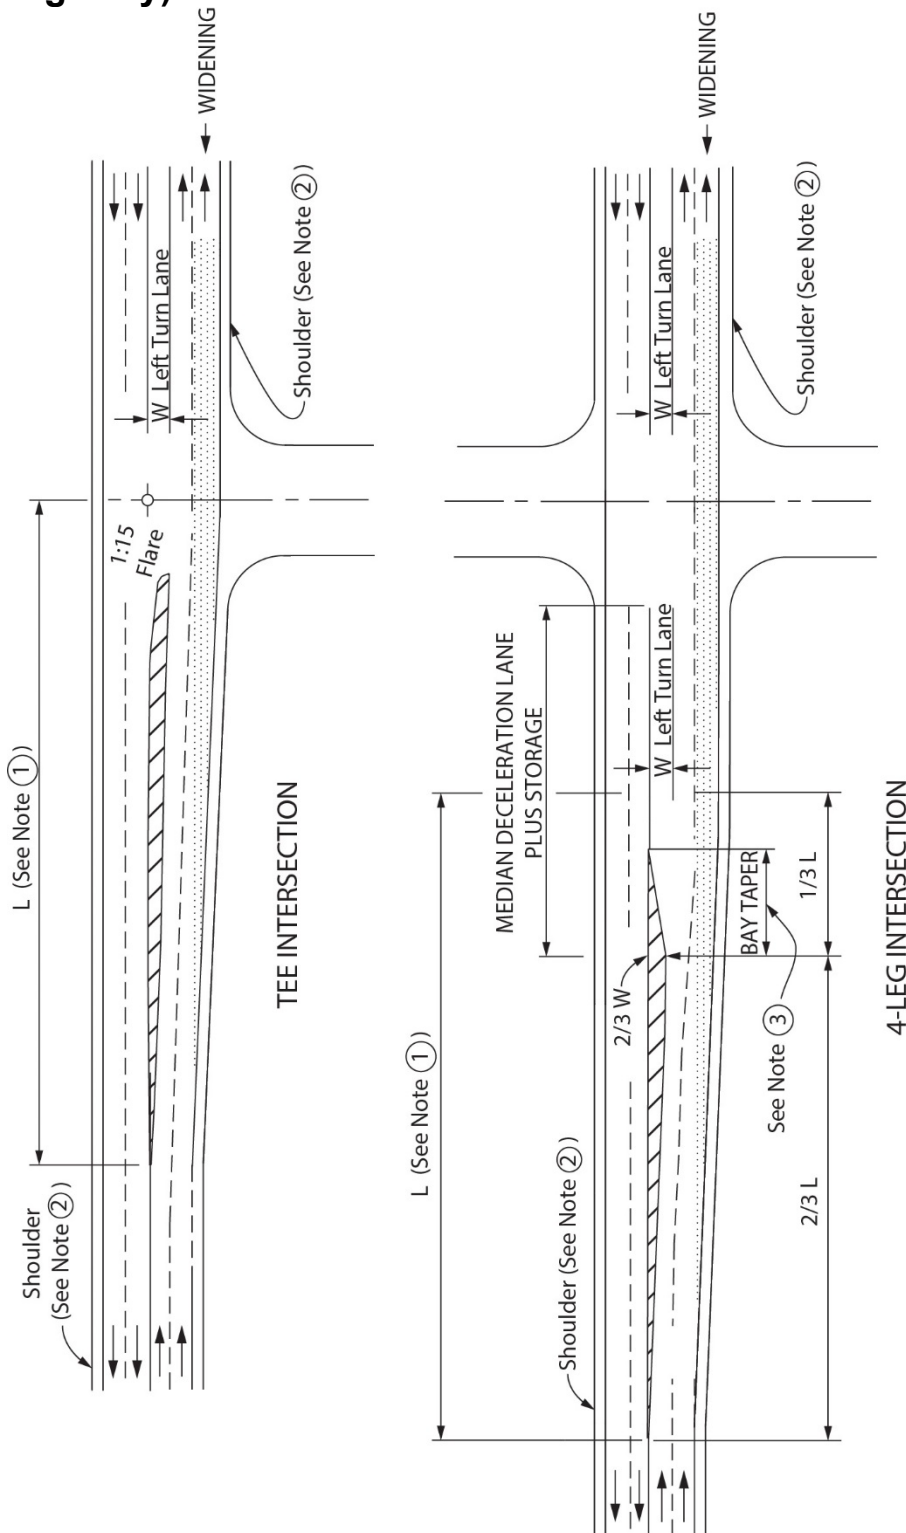 WIDENING
W Left Turn Lane
Shoulder (See Note ②)
1:15
Flare
L (See Note ①)
Shoulder
(See Note ②)
TEE INTERSECTION
WIDENING
W Left Turn Lane
Shoulder (See Note ②)
MEDIAN DECELERATION LANE
PLUS STORAGE
W Left Turn Lane
L (See Note ①)
2/3 W
BAY TAPER
1/3 L
See Note ③
Shoulder (See Note ②)
2/3 L
4-LEG INTERSECTION